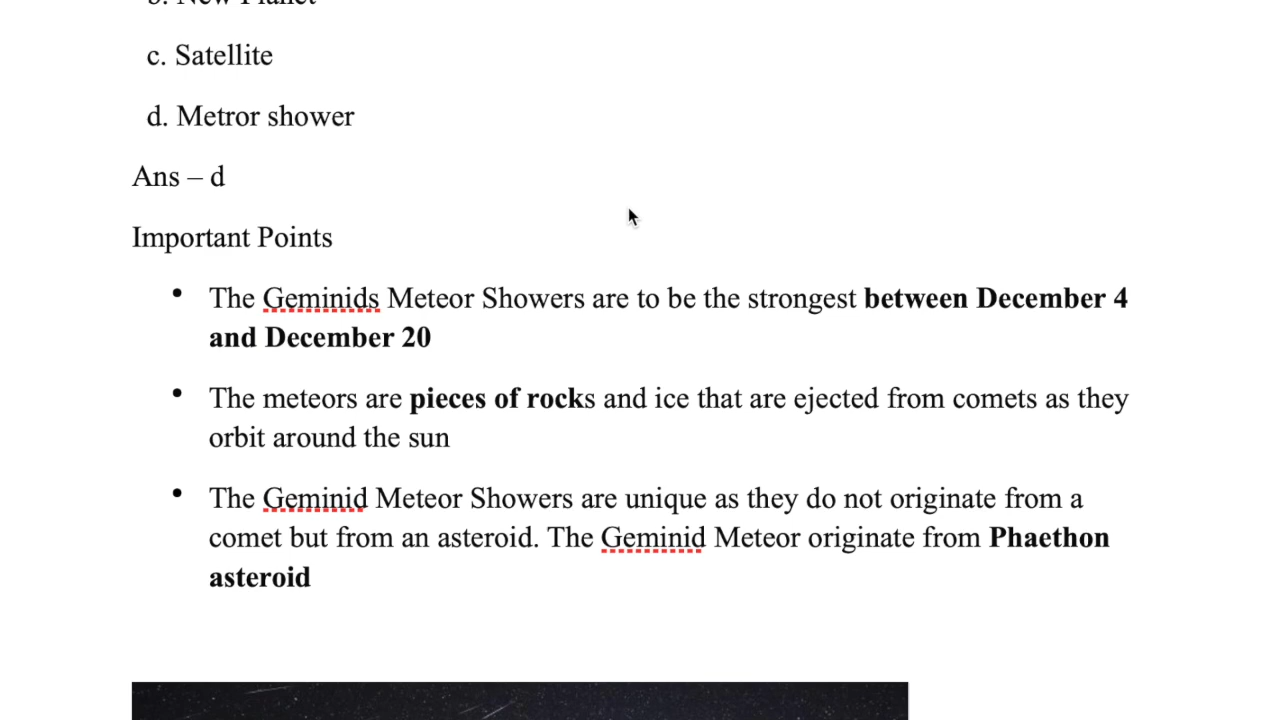 b. New Planet
c. Satellite
d. Metror shower
Ans – d
Important Points
• The Geminids Meteor Showers are to be the strongest between December 4
and December 20
• The meteors are pieces of rocks and ice that are ejected from comets as they
orbit around the sun
• The Geminid Meteor Showers are unique as they do not originate from a
comet but from an asteroid. The Geminid Meteor originate from Phaethon
asteroid